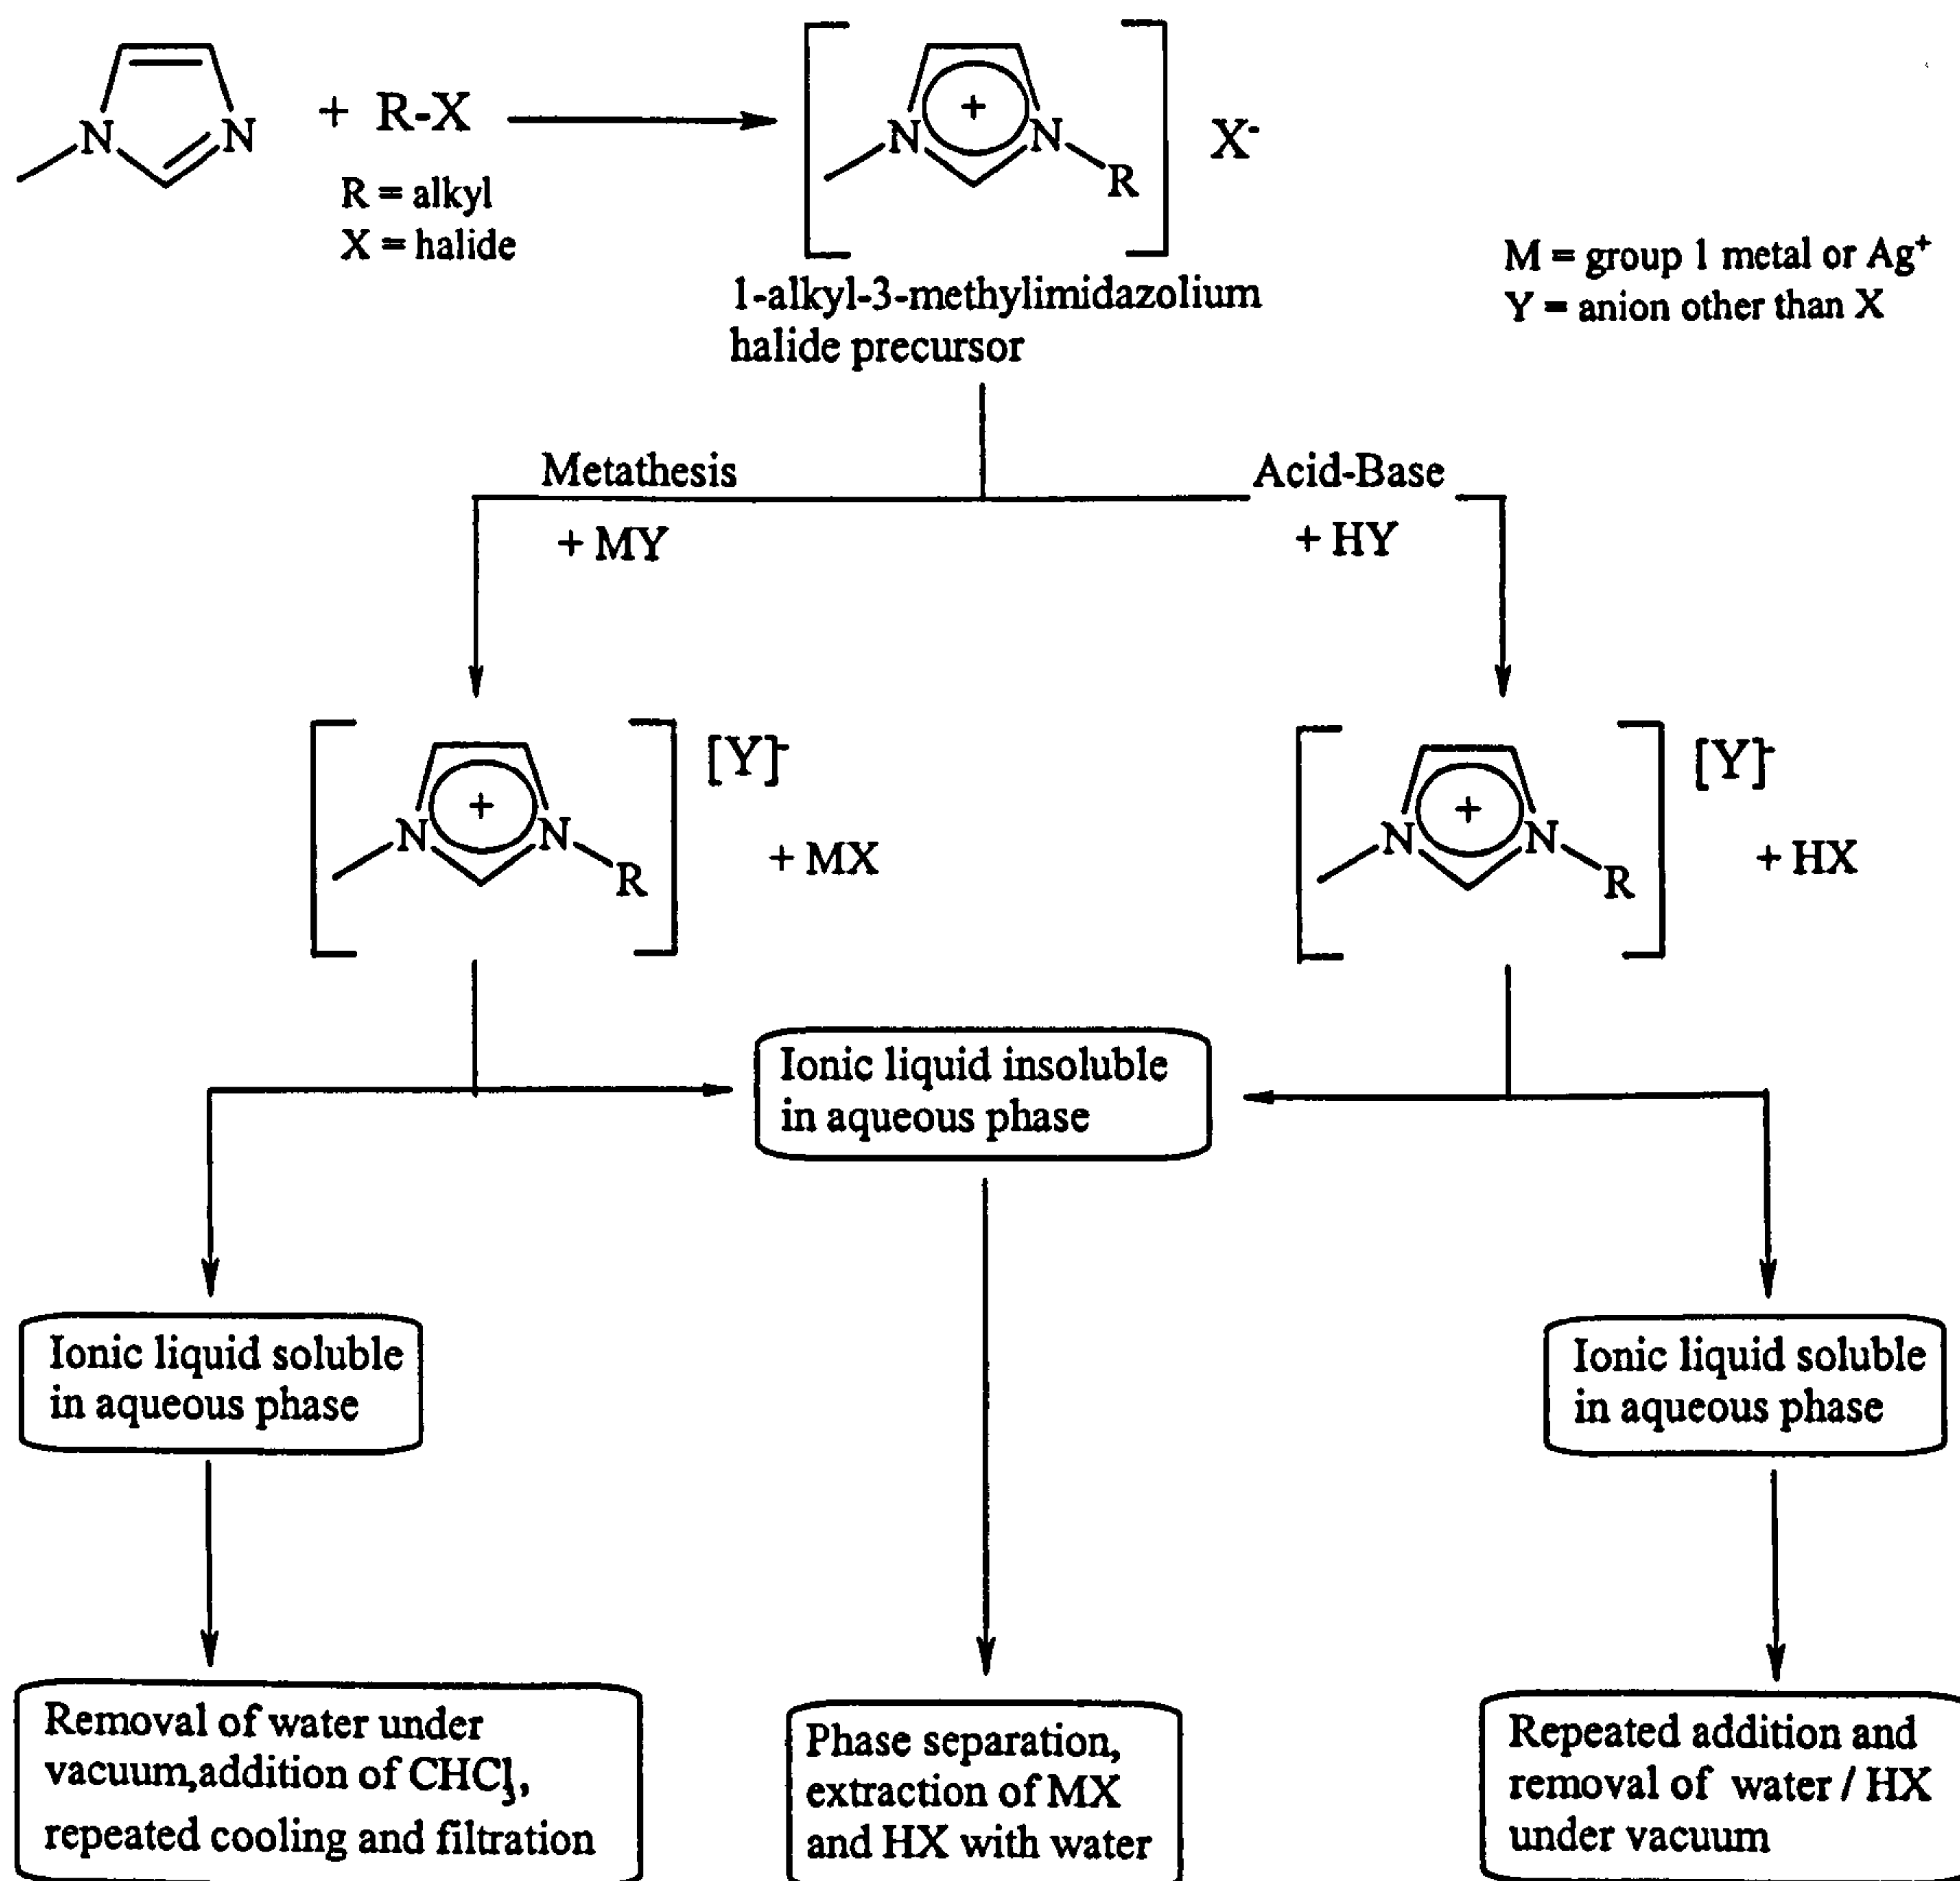 N
N
+ R-X
R = alkyl
X = halide
+
N
N
R
X⁻
1-alkyl-3-methylimidazolium
halide precursor
M = group 1 metal or Ag⁺
Y = anion other than X
Metathesis
+ MY
Acid-Base
+ HY
+
N
N
R
[Y]⁻
+ MX
+
N
N
R
[Y]⁻
+ HX
Ionic liquid insoluble
in aqueous phase
Ionic liquid soluble
in aqueous phase
Ionic liquid soluble
in aqueous phase
Removal of water under
vacuum,addition of CHCl₃,
repeated cooling and filtration
Phase separation,
extraction of MX
and HX with water
Repeated addition and
removal of water / HX
under vacuum